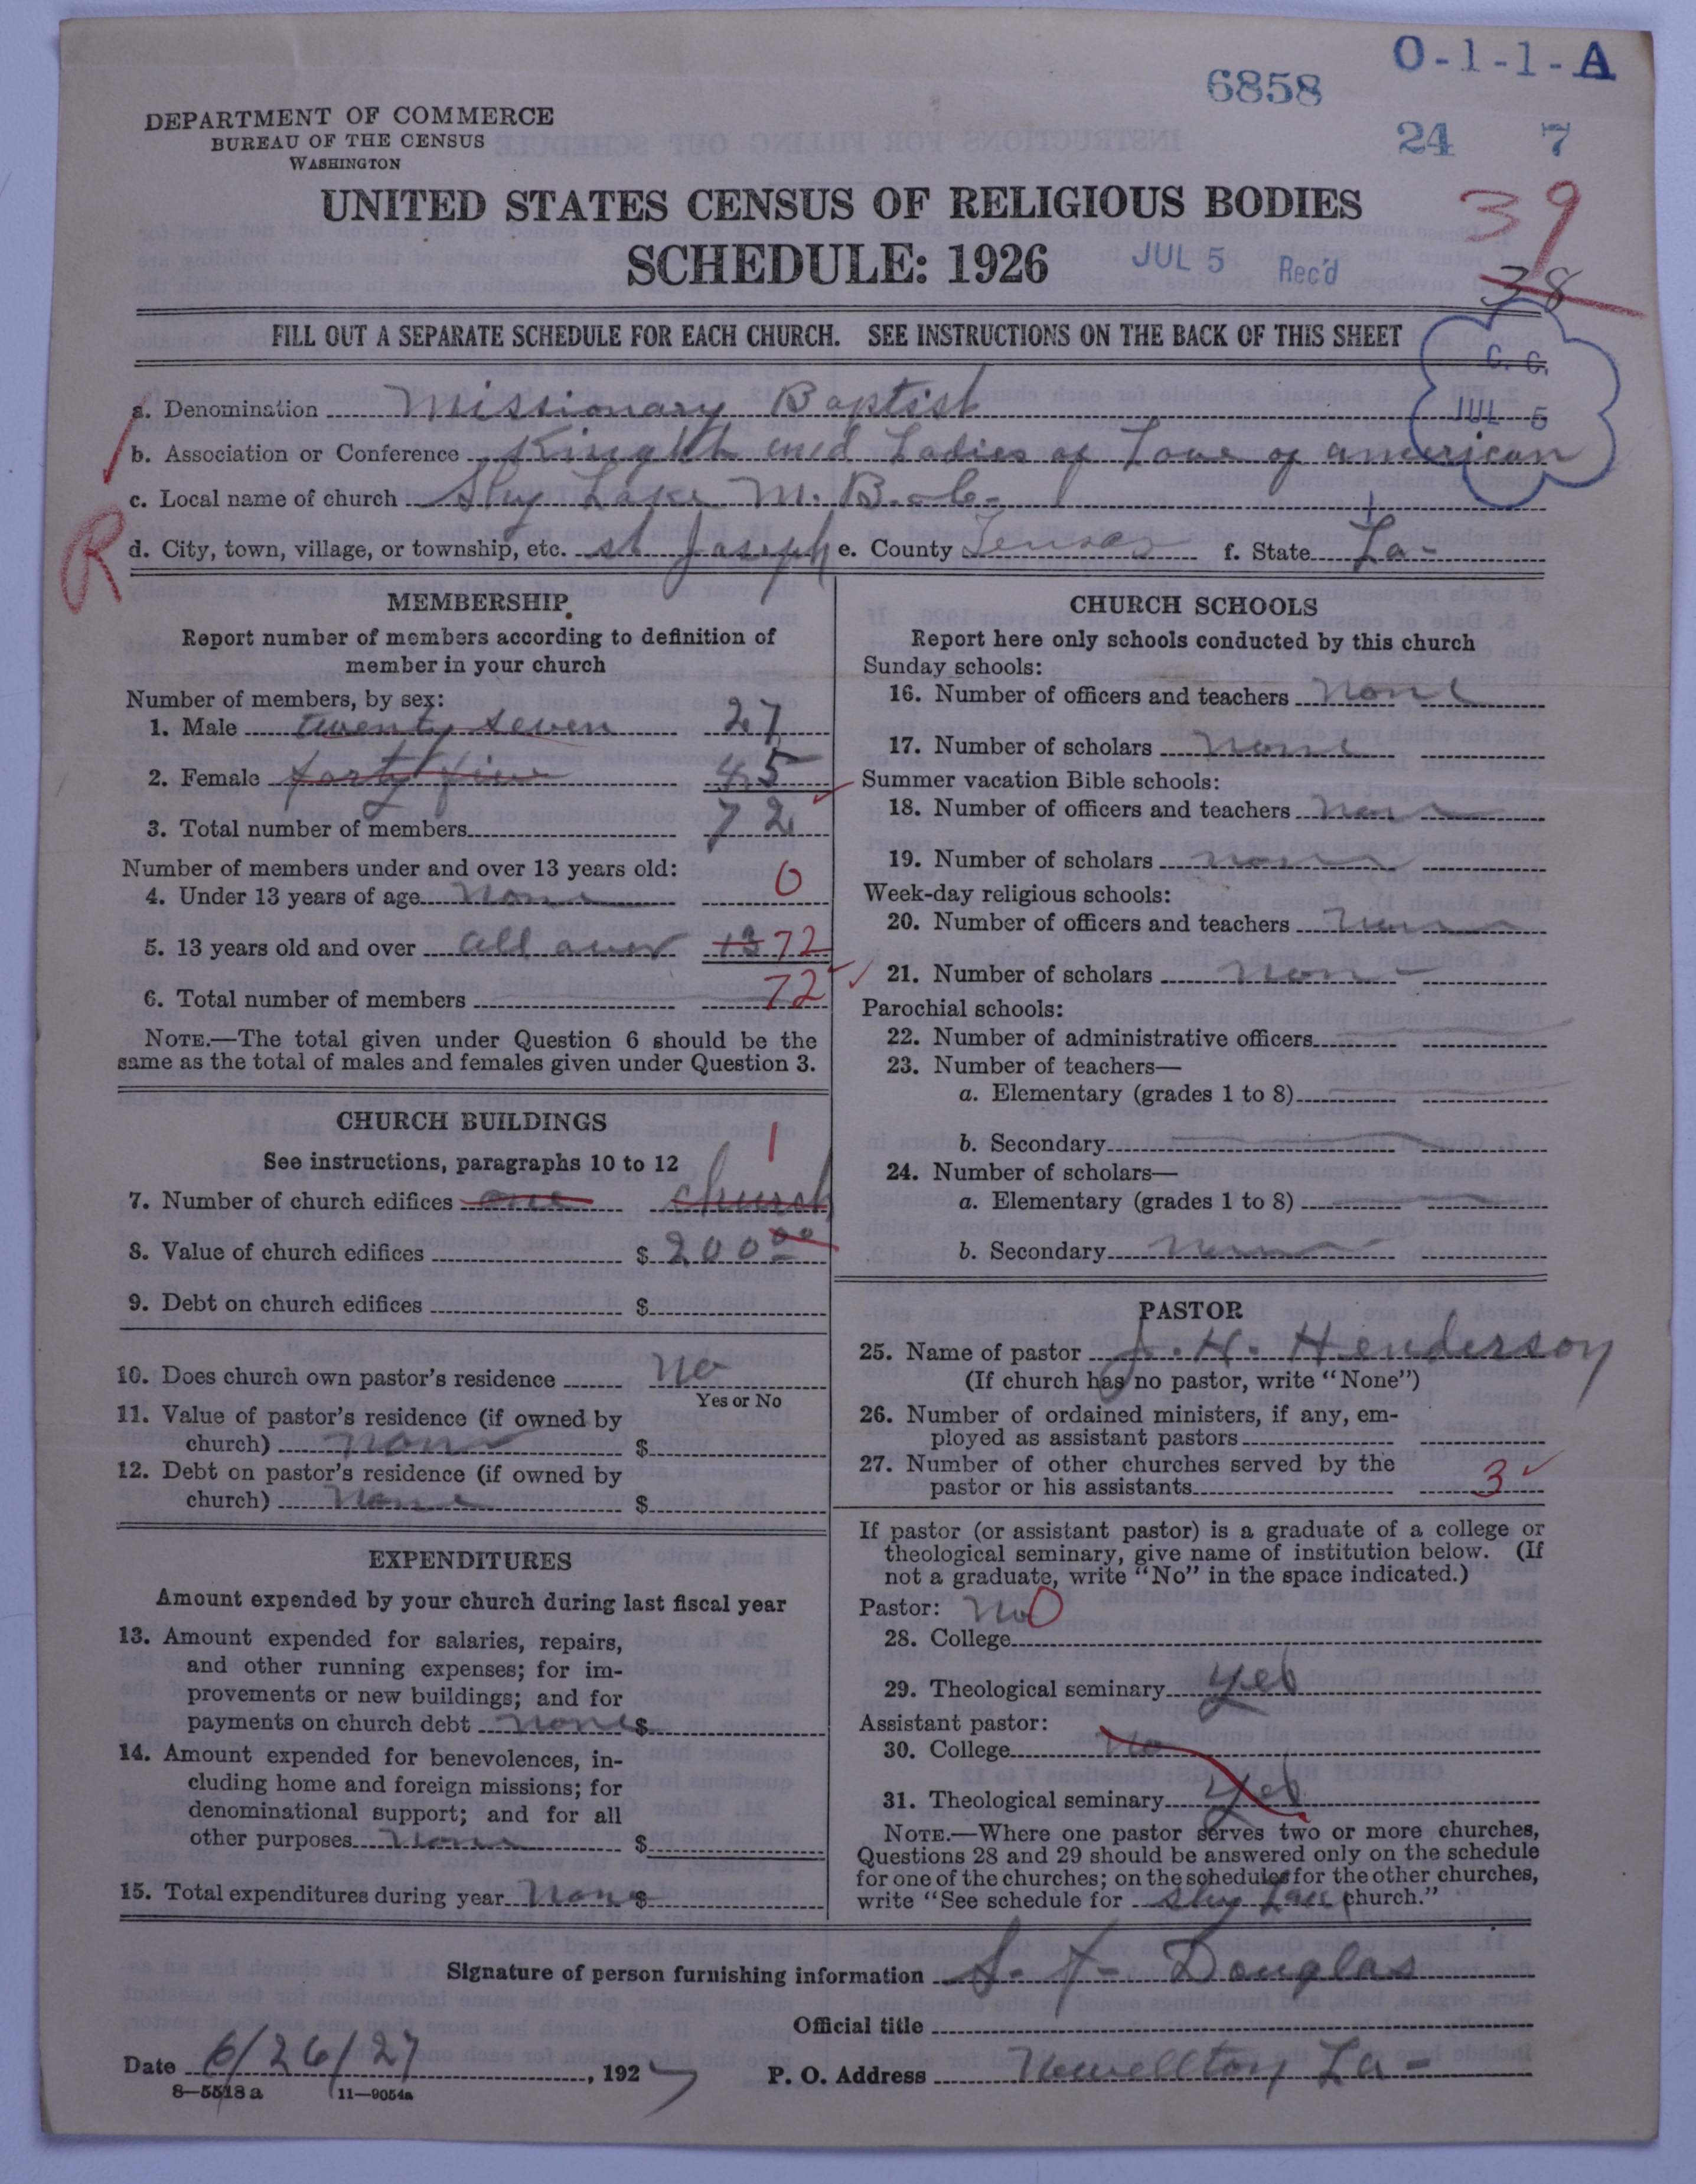 O-1-1-A
6858
24 7
DEPARTMENT OF COMMERCE
BUREAU OF THE CENSUS
WASHINGTON
UNITED STATES CENSUS OF RELIGIOUS BODIES
39
SCHEDULE: 1926 JUL 5 Rec'd
38
FILL OUT A SEPARATE SCHEDULE FOR EACH CHURCH. SEE INSTRUCTIONS ON THE BACK OF THIS SHEET
JUL 5
a. Denomination Missionary Baptist
b. Association or Conference and Ladies of of american
c. Local name of church Shy Lake M. B.
R
d. City, town, village, or township, etc. st Joseph e. County Tensas f. State La-
MEMBERSHIP
Report number of members according to definition of
member in your church
Number of members, by sex:
1. Male twenty seven 27
2. Female forty five 45
3. Total number of members 72
Number of members under and over 13 years old:
4. Under 13 years of age none 0
5. 13 years old and over all over 13 72
6. Total number of members 72
NOTE.—The total given under Question 6 should be the
same as the total of males and females given under Question 3.
CHURCH BUILDINGS
See instructions, paragraphs 10 to 12
1
7. Number of church edifices one church
8. Value of church edifices $ 200 00
9. Debt on church edifices $
10. Does church own pastor's residence no
Yes or No
11. Value of pastor's residence (if owned by
church) none $
12. Debt on pastor's residence (if owned by
church) none $
EXPENDITURES
Amount expended by your church during last fiscal year
13. Amount expended for salaries, repairs,
and other running expenses; for im-
provements or new buildings; and for
payments on church debt none $
14. Amount expended for benevolences, in-
cluding home and foreign missions; for
denominational support; and for all
other purposes none $
15. Total expenditures during year none $
CHURCH SCHOOLS
Report here only schools conducted by this church
Sunday schools:
16. Number of officers and teachers none
17. Number of scholars none
Summer vacation Bible schools:
18. Number of officers and teachers none
19. Number of scholars none
Week-day religious schools:
20. Number of officers and teachers none
21. Number of scholars none
Parochial schools:
22. Number of administrative officers
23. Number of teachers—
a. Elementary (grades 1 to 8)
b. Secondary
24. Number of scholars—
a. Elementary (grades 1 to 8)
b. Secondary none
PASTOR
25. Name of pastor J. H. Henderson
(If church has no pastor, write "None")
26. Number of ordained ministers, if any, em-
ployed as assistant pastors
27. Number of other churches served by the
pastor or his assistants 3
If pastor (or assistant pastor) is a graduate of a college or
theological seminary, give name of institution below. (If
not a graduate, write "No" in the space indicated.)
Pastor: no
28. College
29. Theological seminary yes
Assistant pastor:
30. College no
31. Theological seminary yes
NOTE.—Where one pastor serves two or more churches,
Questions 28 and 29 should be answered only on the schedule
for one of the churches; on the schedules for the other churches,
write "See schedule for shy Lake church."
Signature of person furnishing information Douglas
Official title
Date 6/26/27, 1927 P. O. Address Newellton La-
8—5518 a 11—9054a